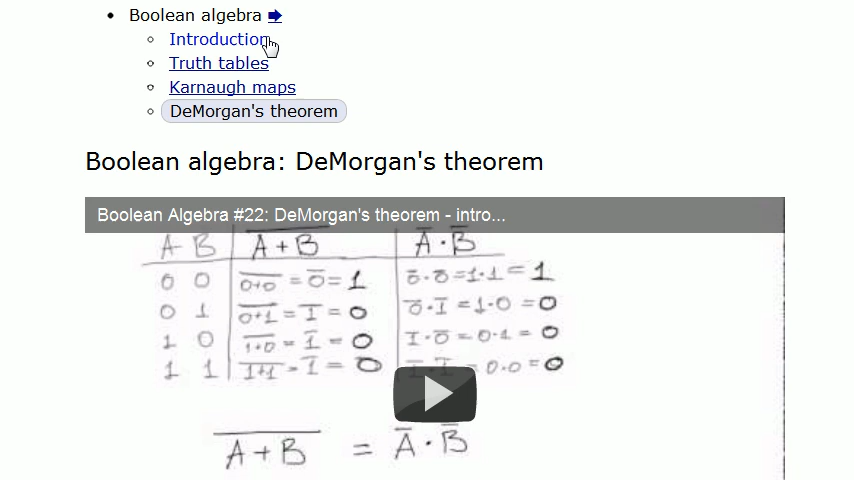 Boolean algebra
Introduction
Truth tables
Karnaugh maps
DeMorgan's theorem
Boolean algebra: DeMorgan's theorem
Boolean Algebra #22: DeMorgan's theorem - intro...
A B A̅+̅B̅ A̅·B̅
0 0 0̅+̅0̅ = 0̅ = 1 0̅·0̅ = 1·1 = 1
0 1 0̅+̅1̅ = 1̅ = 0 0̅·1̅ = 1·0 = 0
1 0 1̅+̅0̅ = 1̅ = 0 1̅·0̅ = 0·1 = 0
1 1 1̅+̅1̅ = 1̅ = 0 = 0·0 = 0
A̅+̅B̅ = A̅·B̅